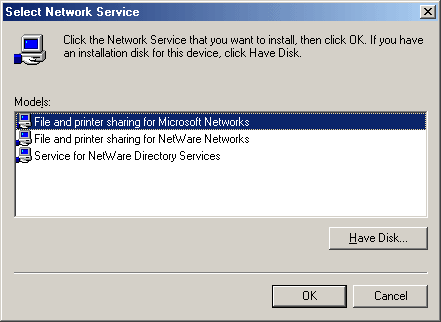 Select Network Service
Click the Network Service that you want to install, then click OK. If you have
an installation disk for this device, click Have Disk.
Models:
File and printer sharing for Microsoft Networks
File and printer sharing for NetWare Networks
Service for NetWare Directory Services
Have Disk...
OK
Cancel